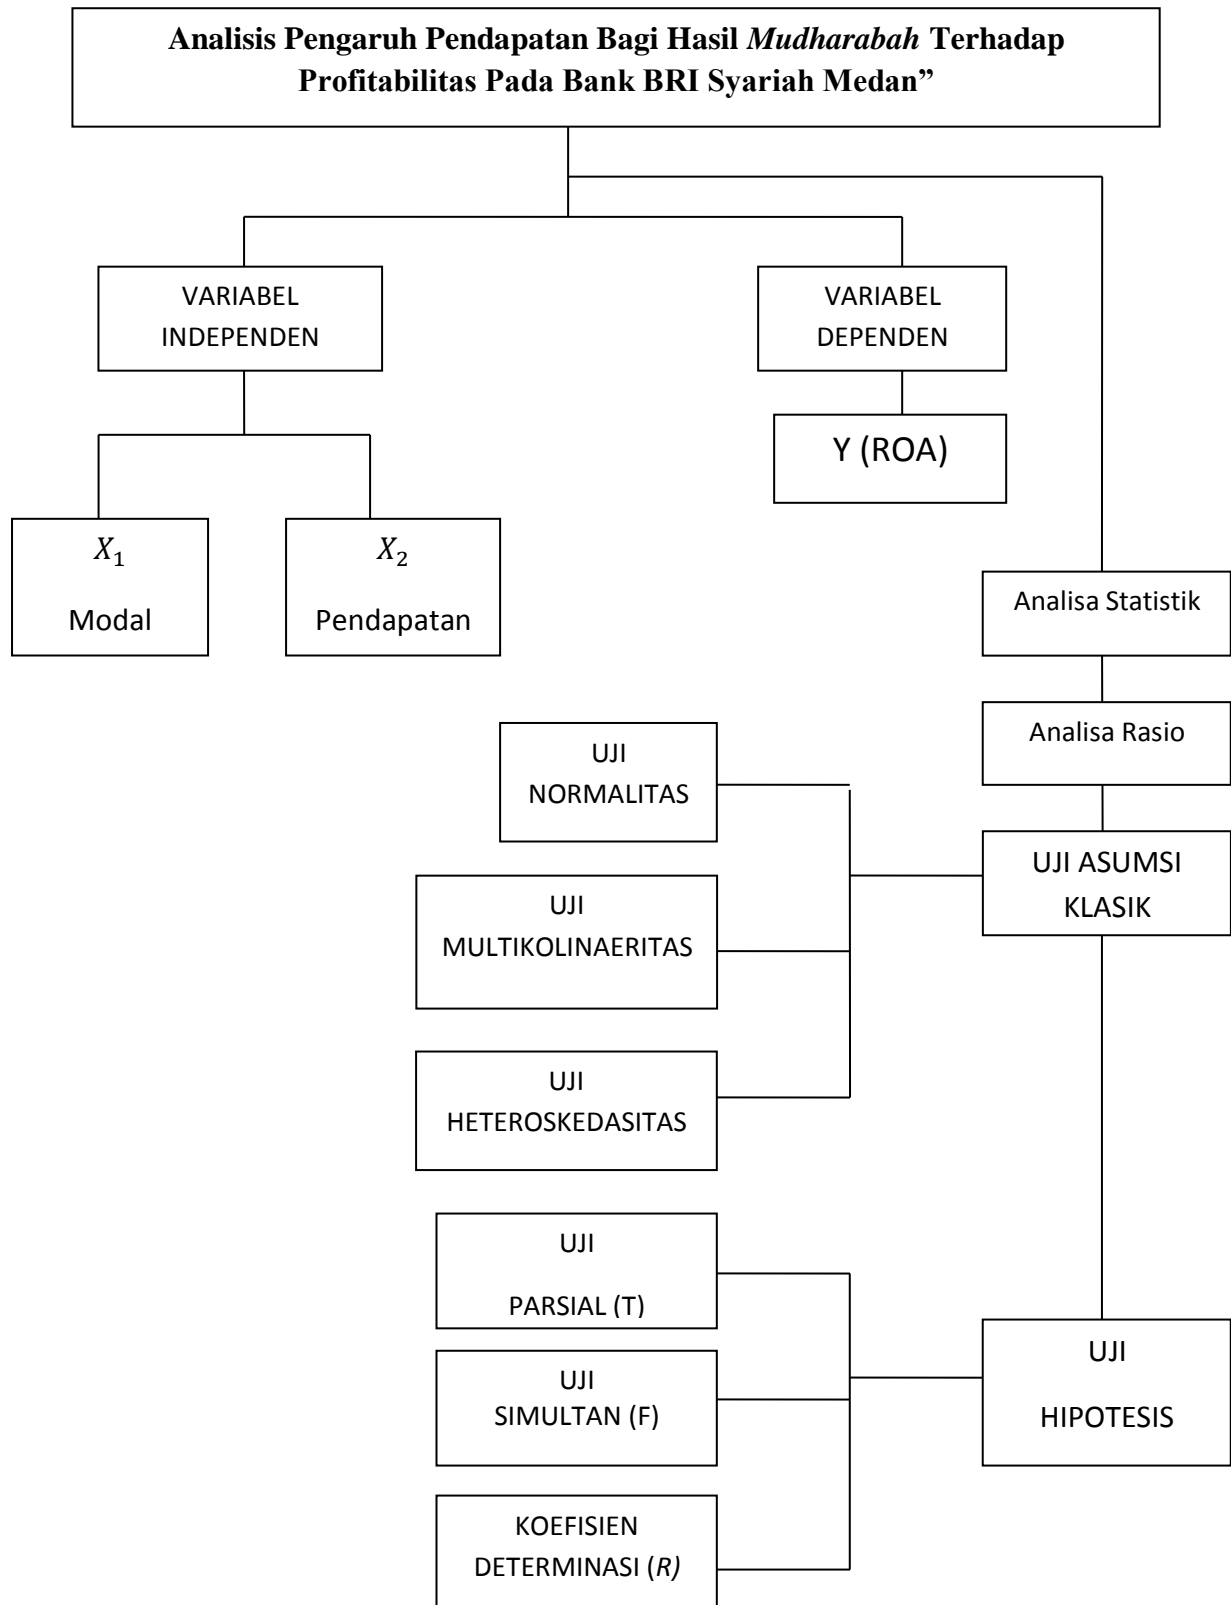 Analisis Pengaruh Pendapatan Bagi Hasil Mudharabah Terhadap
Profitabilitas Pada Bank BRI Syariah Medan”
VARIABEL
INDEPENDEN
VARIABEL
DEPENDEN
Y (ROA)
X₁
Modal
X₂
Pendapatan
Analisa Statistik
Analisa Rasio
UJI ASUMSI
KLASIK
UJI
NORMALITAS
UJI
MULTIKOLINAERITAS
UJI
HETEROSKEDASITAS
UJI
HIPOTESIS
UJI
PARSIAL (T)
UJI
SIMULTAN (F)
KOEFISIEN
DETERMINASI (R)